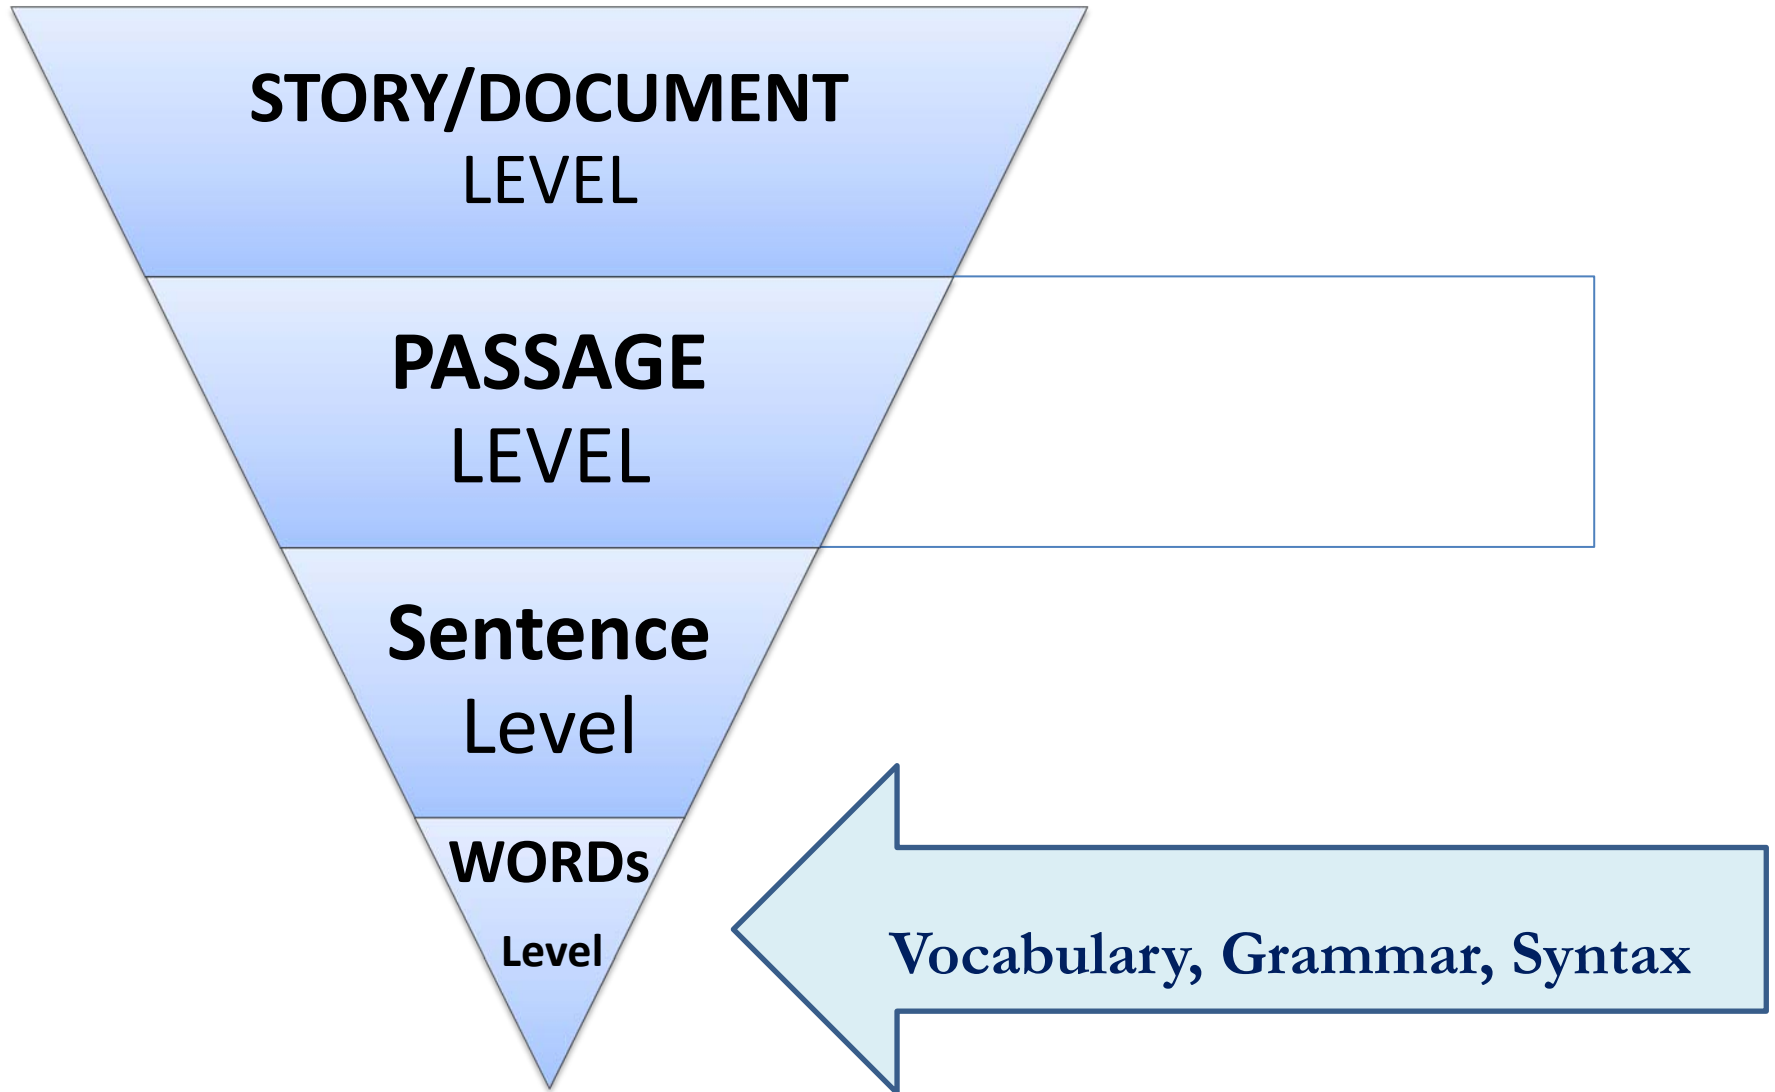 STORY/DOCUMENT
LEVEL
PASSAGE
LEVEL
Sentence
Level
WORDs
Level
Vocabulary, Grammar, Syntax